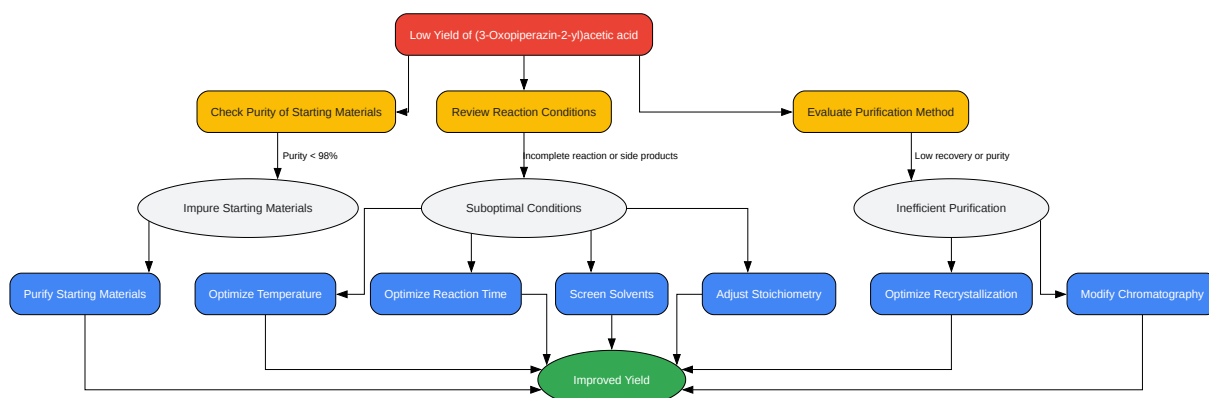 Low Yield of (3-Oxopiperazin-2-yl)acetic acid
Check Purity of Starting Materials
Review Reaction Conditions
Evaluate Purification Method
Purity < 98%
Incomplete reaction or side products
Low recovery or purity
Impure Starting Materials
Suboptimal Conditions
Inefficient Purification
Purify Starting Materials
Optimize Temperature
Optimize Reaction Time
Screen Solvents
Adjust Stoichiometry
Optimize Recrystallization
Modify Chromatography
Improved Yield